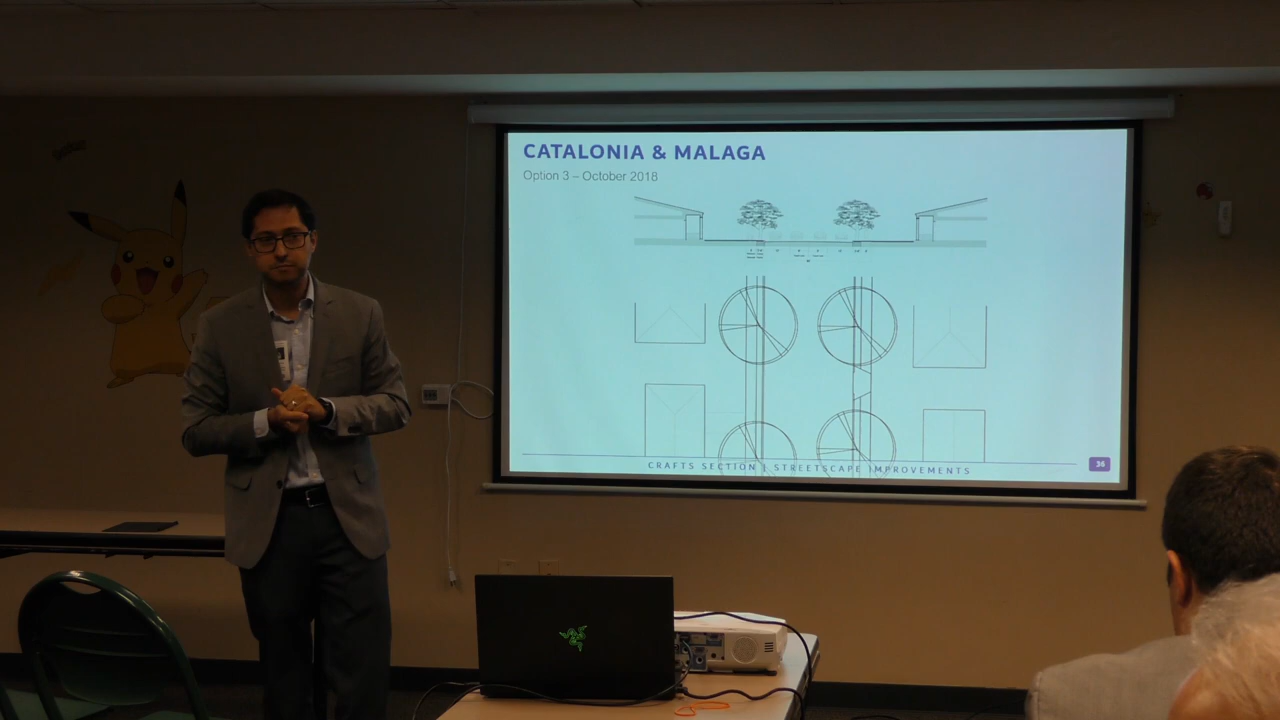 CATALONIA & MALAGA
Option 3 – October 2018
CRAFTS SECTION | STREETSCAPE IMPROVEMENTS
36